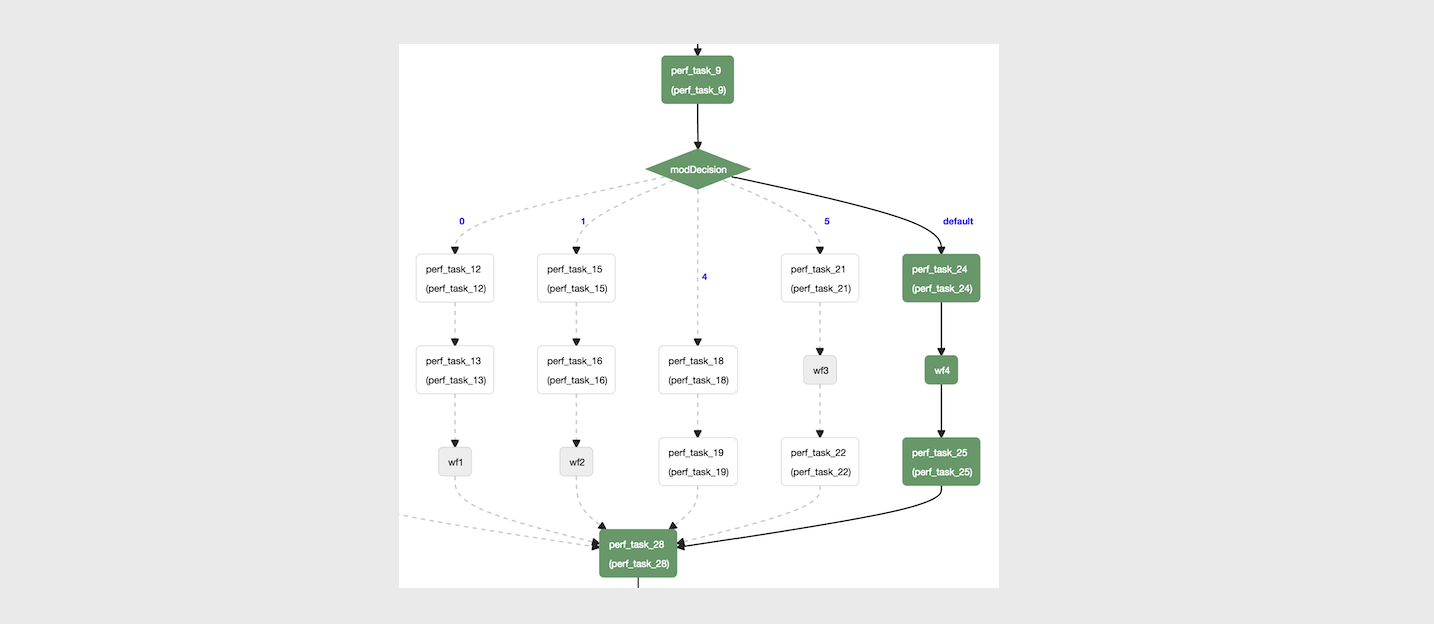 perf_task_9
(perf_task_9)
modDecision
0
1
5
default
4
perf_task_12
(perf_task_12)
perf_task_15
(perf_task_15)
perf_task_21
(perf_task_21)
perf_task_24
(perf_task_24)
perf_task_13
(perf_task_13)
perf_task_16
(perf_task_16)
perf_task_18
(perf_task_18)
wf3
wf4
wf1
wf2
perf_task_19
(perf_task_19)
perf_task_22
(perf_task_22)
perf_task_25
(perf_task_25)
perf_task_28
(perf_task_28)